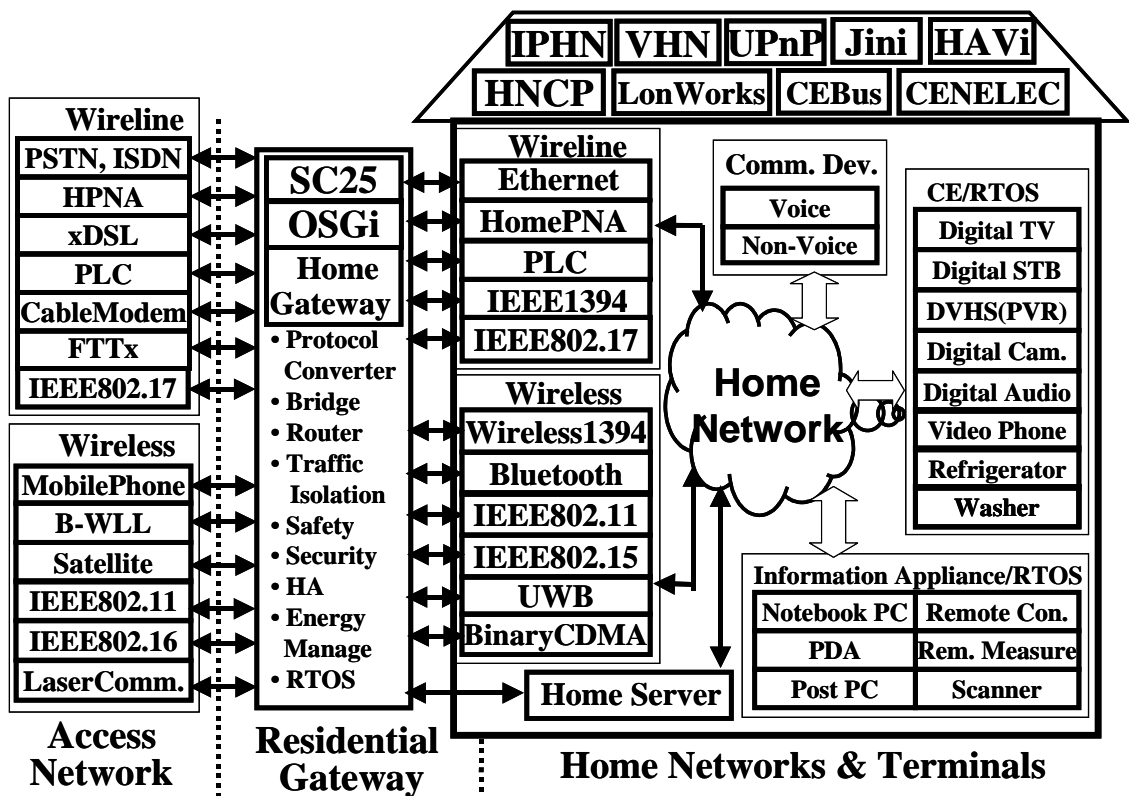 IPHN
VHN
UPnP
Jini
HAVi
HNCP
LonWorks
CEBus
CENELEC
Wireline
PSTN, ISDN
HPNA
xDSL
PLC
CableModem
FTTx
IEEE802.17
Wireless
MobilePhone
B-WLL
Satellite
IEEE802.11
IEEE802.16
LaserComm.
Access
Network
SC25
OSGi
Home
Gateway
• Protocol
Converter
• Bridge
• Router
• Traffic
Isolation
• Safety
• Security
• HA
• Energy
Manage
• RTOS
Residential
Gateway
Wireline
Ethernet
HomePNA
PLC
IEEE1394
IEEE802.17
Wireless
Wireless1394
Bluetooth
IEEE802.11
IEEE802.15
UWB
BinaryCDMA
Home Server
Comm. Dev.
Voice
Non-Voice
Home
Network
CE/RTOS
Digital TV
Digital STB
DVHS(PVR)
Digital Cam.
Digital Audio
Video Phone
Refrigerator
Washer
Information Appliance/RTOS
Notebook PC
Remote Con.
PDA
Rem. Measure
Post PC
Scanner
Home Networks & Terminals